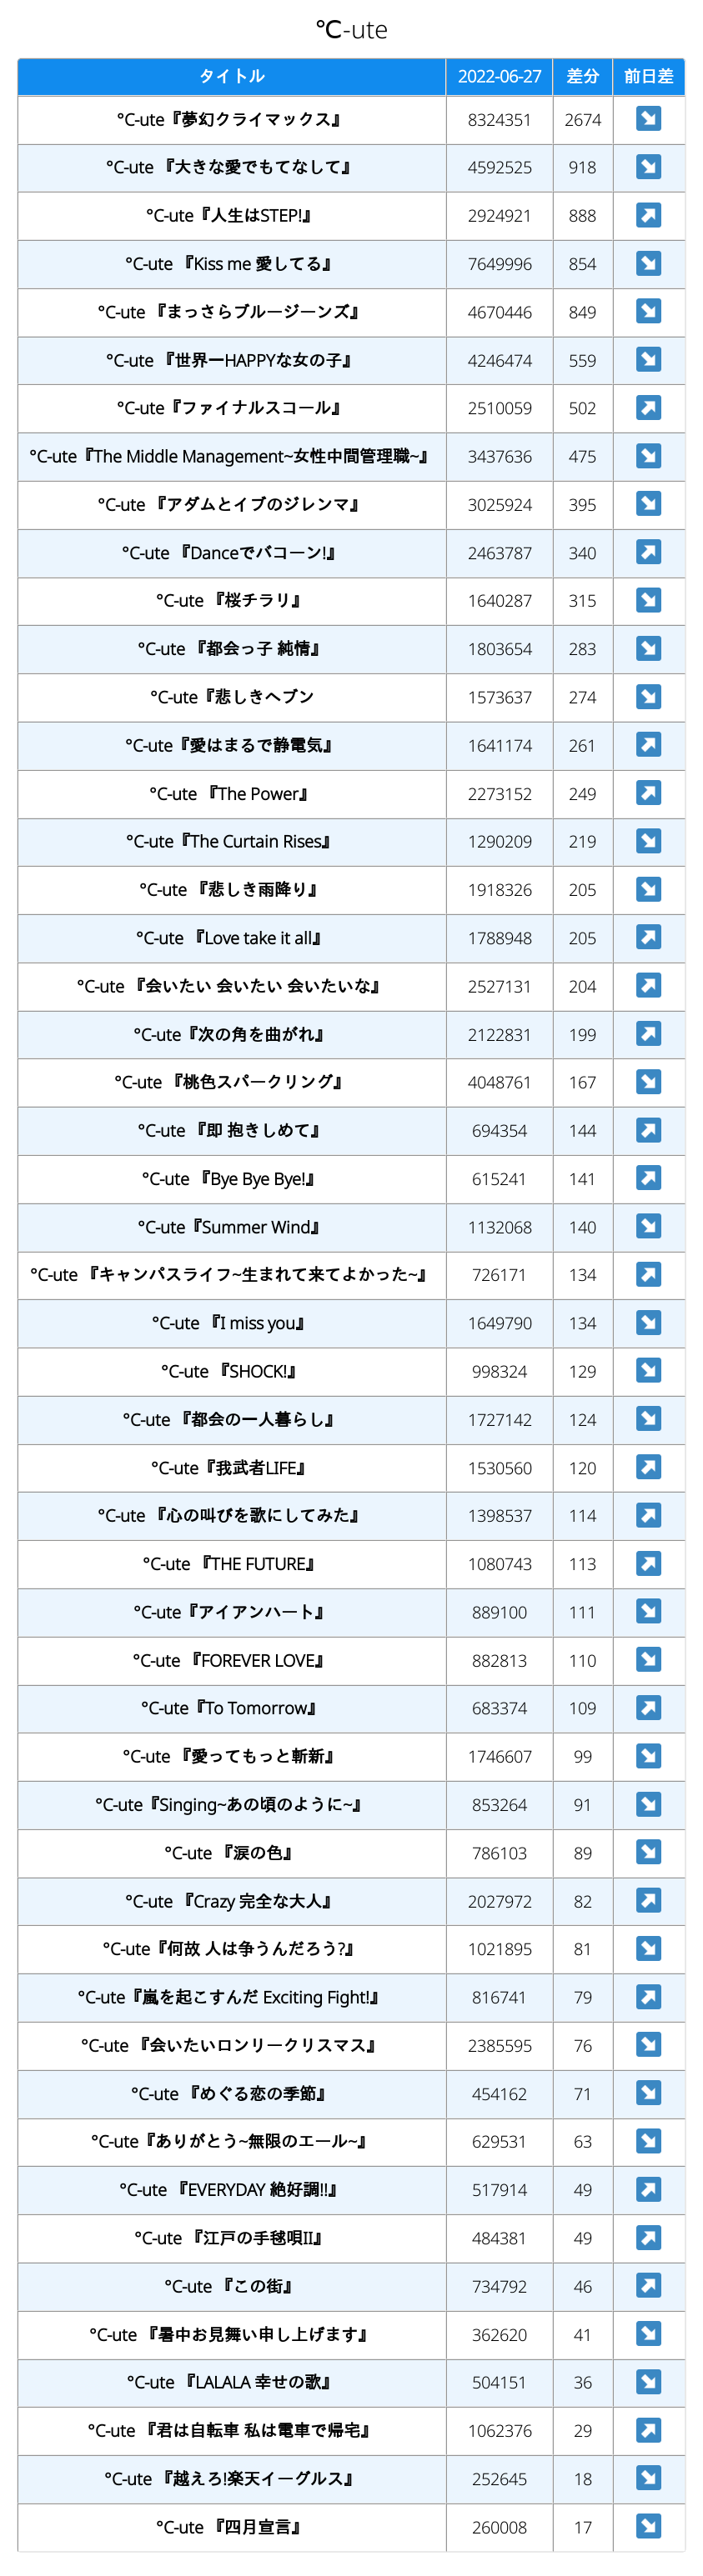 ℃-ute
タイトル 2022-06-27 差分 前日差
°C-ute『夢幻クライマックス』 8324351 2674 ↘
°C-ute 『大きな愛でもてなして』 4592525 918 ↘
°C-ute『人生はSTEP!』 2924921 888 ↗
°C-ute 『Kiss me 愛してる』 7649996 854 ↘
°C-ute 『まっさらブルージーンズ』 4670446 849 ↘
°C-ute 『世界一HAPPYな女の子』 4246474 559 ↘
°C-ute『ファイナルスコール』 2510059 502 ↗
°C-ute『The Middle Management~女性中間管理職~』 3437636 475 ↘
°C-ute 『アダムとイブのジレンマ』 3025924 395 ↘
°C-ute 『Danceでバコーン!』 2463787 340 ↗
°C-ute 『桜チラリ』 1640287 315 ↘
°C-ute 『都会っ子 純情』 1803654 283 ↘
°C-ute『悲しきヘブン 1573637 274 ↘
°C-ute『愛はまるで静電気』 1641174 261 ↗
°C-ute 『The Power』 2273152 249 ↗
°C-ute『The Curtain Rises』 1290209 219 ↘
°C-ute 『悲しき雨降り』 1918326 205 ↘
°C-ute 『Love take it all』 1788948 205 ↗
°C-ute 『会いたい 会いたい 会いたいな』 2527131 204 ↗
°C-ute『次の角を曲がれ』 2122831 199 ↗
°C-ute 『桃色スパークリング』 4048761 167 ↘
°C-ute 『即 抱きしめて』 694354 144 ↗
°C-ute 『Bye Bye Bye!』 615241 141 ↗
°C-ute『Summer Wind』 1132068 140 ↘
°C-ute 『キャンパスライフ~生まれて来てよかった~』 726171 134 ↗
°C-ute 『I miss you』 1649790 134 ↘
°C-ute 『SHOCK!』 998324 129 ↘
°C-ute 『都会の一人暮らし』 1727142 124 ↘
°C-ute『我武者LIFE』 1530560 120 ↗
°C-ute 『心の叫びを歌にしてみた』 1398537 114 ↗
°C-ute 『THE FUTURE』 1080743 113 ↗
°C-ute『アイアンハート』 889100 111 ↘
°C-ute 『FOREVER LOVE』 882813 110 ↘
°C-ute『To Tomorrow』 683374 109 ↗
°C-ute 『愛ってもっと斬新』 1746607 99 ↘
°C-ute『Singing~あの頃のように~』 853264 91 ↘
°C-ute 『涙の色』 786103 89 ↘
°C-ute 『Crazy 完全な大人』 2027972 82 ↗
°C-ute『何故 人は争うんだろう?』 1021895 81 ↘
°C-ute『嵐を起こすんだ Exciting Fight!』 816741 79 ↗
°C-ute 『会いたいロンリークリスマス』 2385595 76 ↘
°C-ute 『めぐる恋の季節』 454162 71 ↘
°C-ute『ありがとう~無限のエール~』 629531 63 ↘
°C-ute 『EVERYDAY 絶好調!!』 517914 49 ↗
°C-ute 『江戸の手毬唄II』 484381 49 ↗
°C-ute 『この街』 734792 46 ↗
°C-ute 『暑中お見舞い申し上げます』 362620 41 ↘
°C-ute 『LALALA 幸せの歌』 504151 36 ↘
°C-ute 『君は自転車 私は電車で帰宅』 1062376 29 ↗
°C-ute 『越えろ!楽天イーグルス』 252645 18 ↘
°C-ute 『四月宣言』 260008 17 ↘